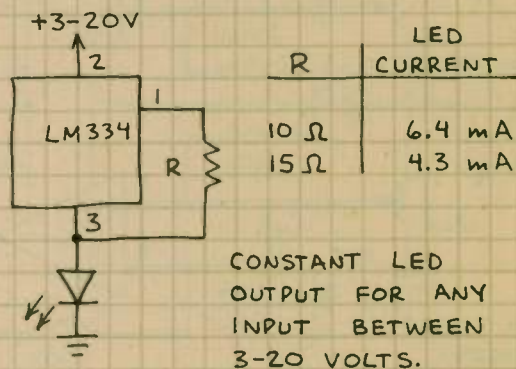 +3-20V
2
1
LM334
R
3
R
LED
CURRENT
10 Ω
6.4 mA
15 Ω
4.3 mA
CONSTANT LED
OUTPUT FOR ANY
INPUT BETWEEN
3-20 VOLTS.